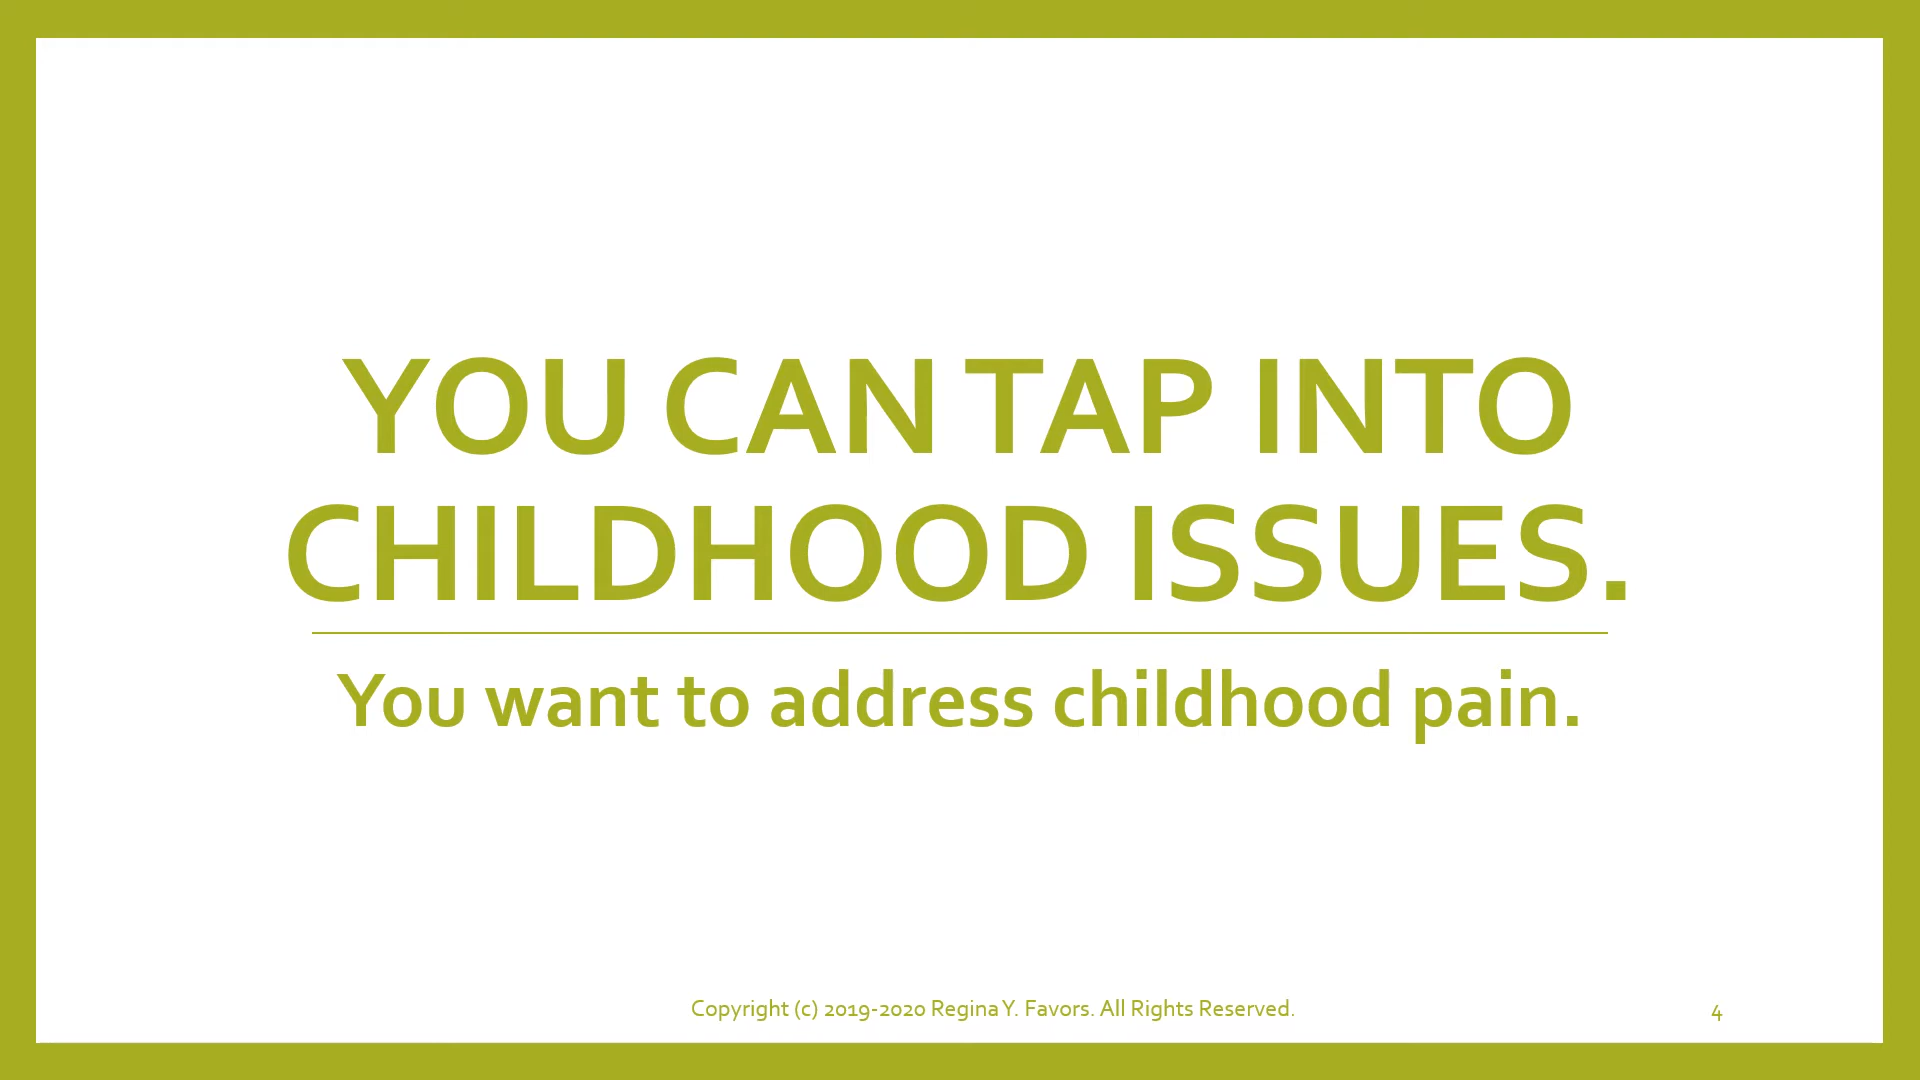 YOU CAN TAP INTO
CHILDHOOD ISSUES.
You want to address childhood pain.
Copyright (c) 2019-2020 Regina Y. Favors. All Rights Reserved.
4